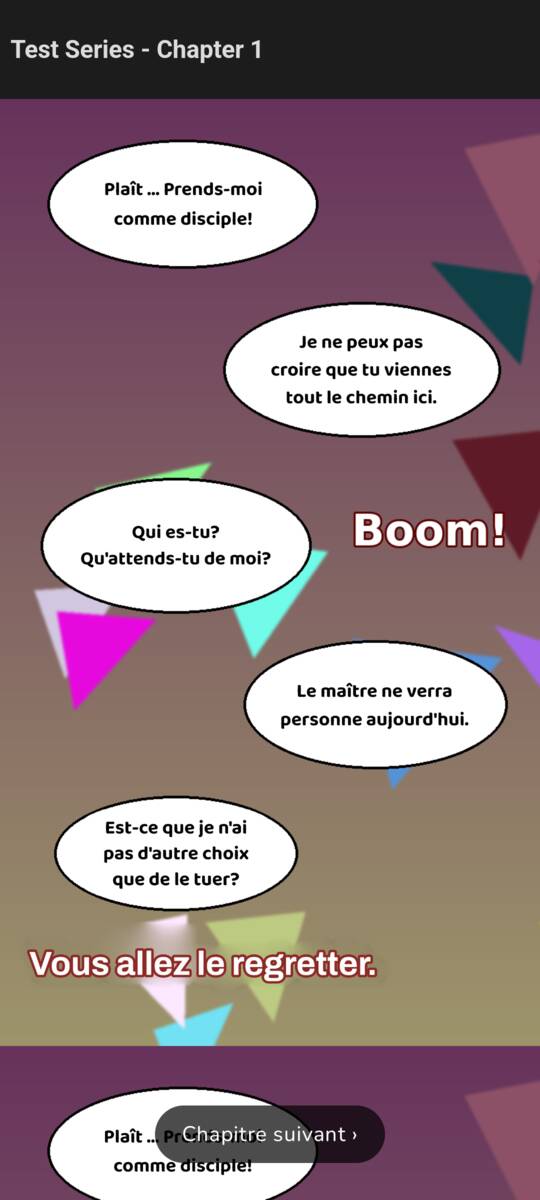 Test Series - Chapter 1
Plaît ... Prends-moi
comme disciple!
Je ne peux pas
croire que tu viennes
tout le chemin ici.
Qui es-tu?
Qu'attends-tu de moi?
Boom!
Le maître ne verra
personne aujourd'hui.
Est-ce que je n'ai
pas d'autre choix
que de le tuer?
Vous allez le regretter.
Plaît ... Prends-moi
Chapitre suivant ›
comme disciple!